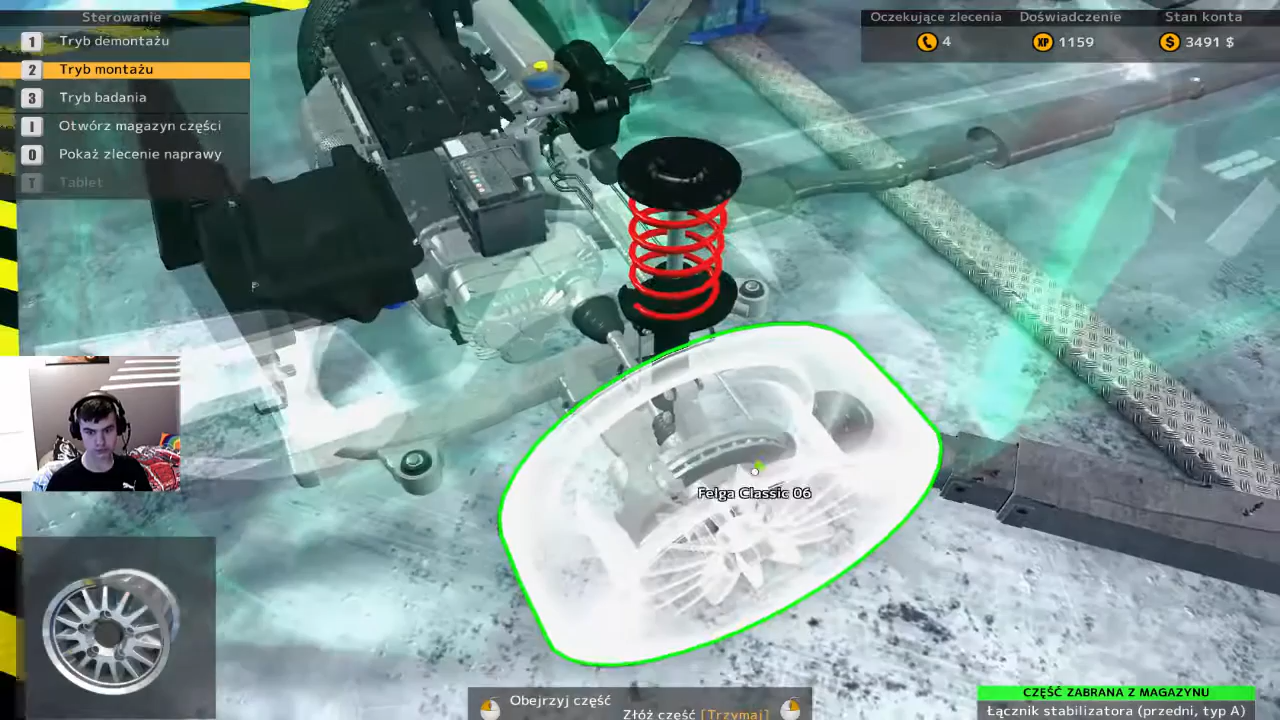 Sterowanie
1 Tryb demontażu
2 Tryb montażu
3 Tryb badania
I Otwórz magazyn części
O Pokaż zlecenie naprawy
T Tablet
Oczekujące zlecenia Doświadczenie Stan konta
4 XP 1159 $ 3491 $
Felga Classic 06
Obejrzyj część
Złóż część [Trzymaj]
CZĘŚĆ ZABRANA Z MAGAZYNU
Łącznik stabilizatora (przedni, typ A)